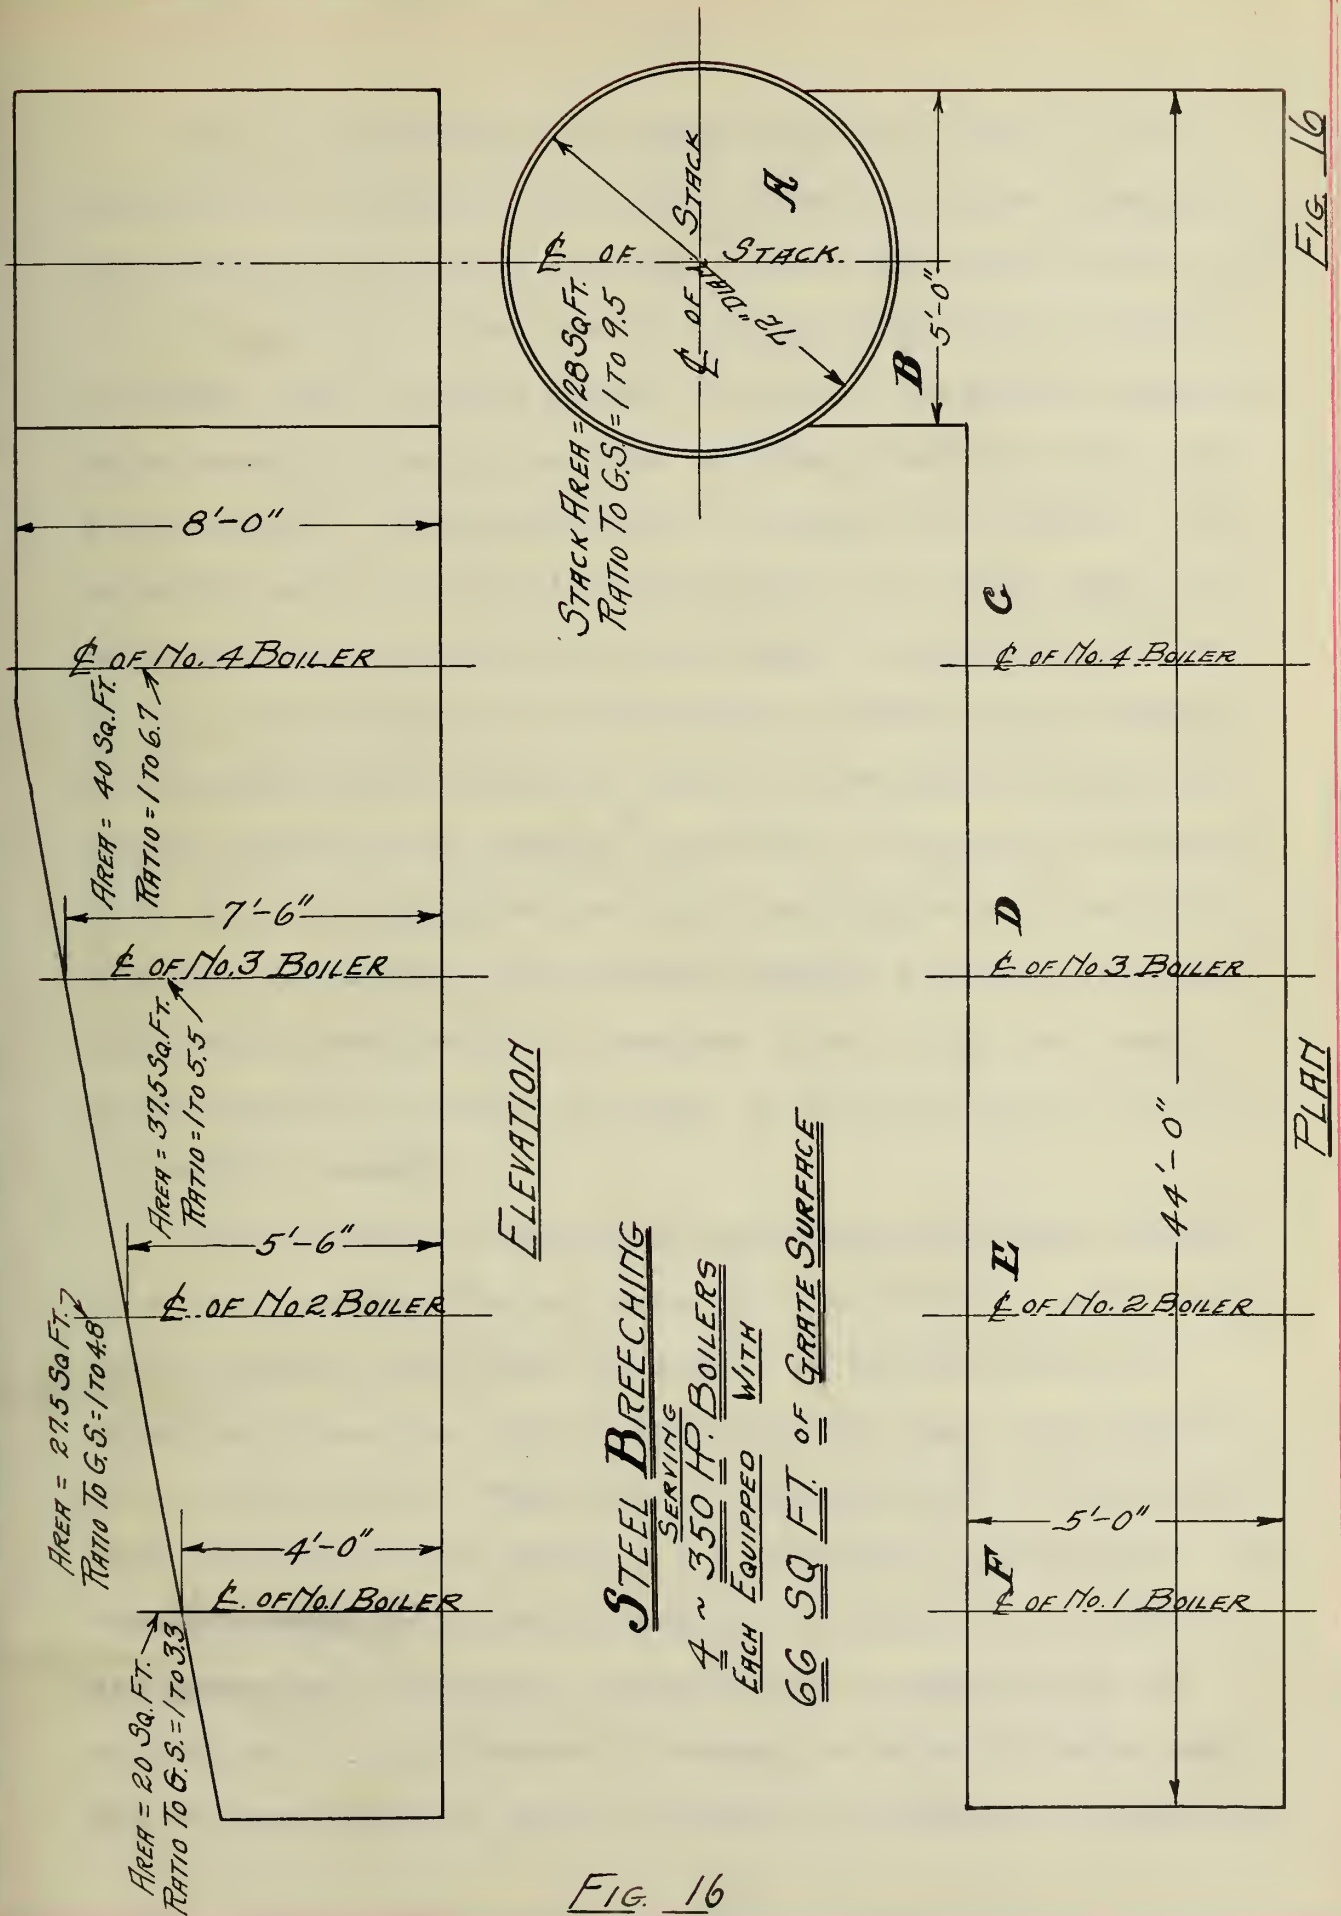 8'-0"
℄ OF No. 4 BOILER
AREA = 40 SQ.FT.
RATIO = 1 TO 6.7
7'-6"
℄ OF No.3 BOILER
AREA = 37.5 SQ.FT.
RATIO = 1 TO 5.5
5'-6"
℄ OF No 2 BOILER
AREA = 27.5 SQ FT.
RATIO TO G.S. = 1 TO 4.8
4'-0"
℄ OF No.1 BOILER
AREA = 20 SQ.FT.
RATIO TO G.S. = 1 TO 3.3
ELEVATION
℄ OF STACK.
℄ OF STACK
72" DIA.
A
STACK AREA = 28 SQ FT.
RATIO TO G.S. = 1 TO 9.5
B
5'-0"
C
℄ OF No. 4 BOILER
D
℄ OF No 3 BOILER
E
℄ OF No. 2 BOILER
F
℄ OF No. 1 BOILER
5'-0"
44'-0"
PLAN
STEEL BREECHING
SERVING
4 ~ 350 HP. BOILERS
EACH EQUIPPED WITH
66 SQ FT. OF GRATE SURFACE
FIG. 16
FIG. 16